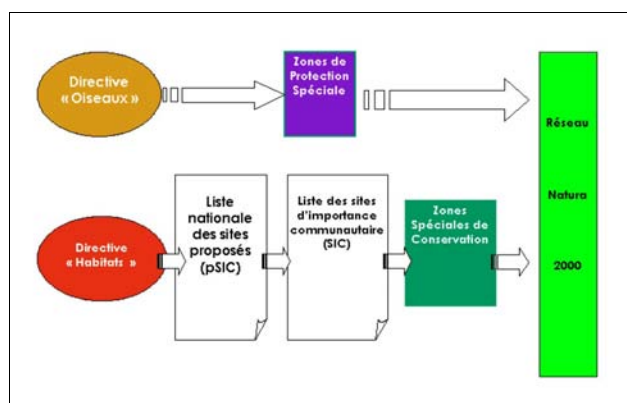 Directive
« Oiseaux »
Zones de
Protection
Spéciale
Réseau
Natura
2000
Directive
« Habitats »
Liste
nationale
des sites
proposés
(pSIC)
Liste des sites
d'importance
communautaire
(SIC)
Zones
Spéciales de
Conservation